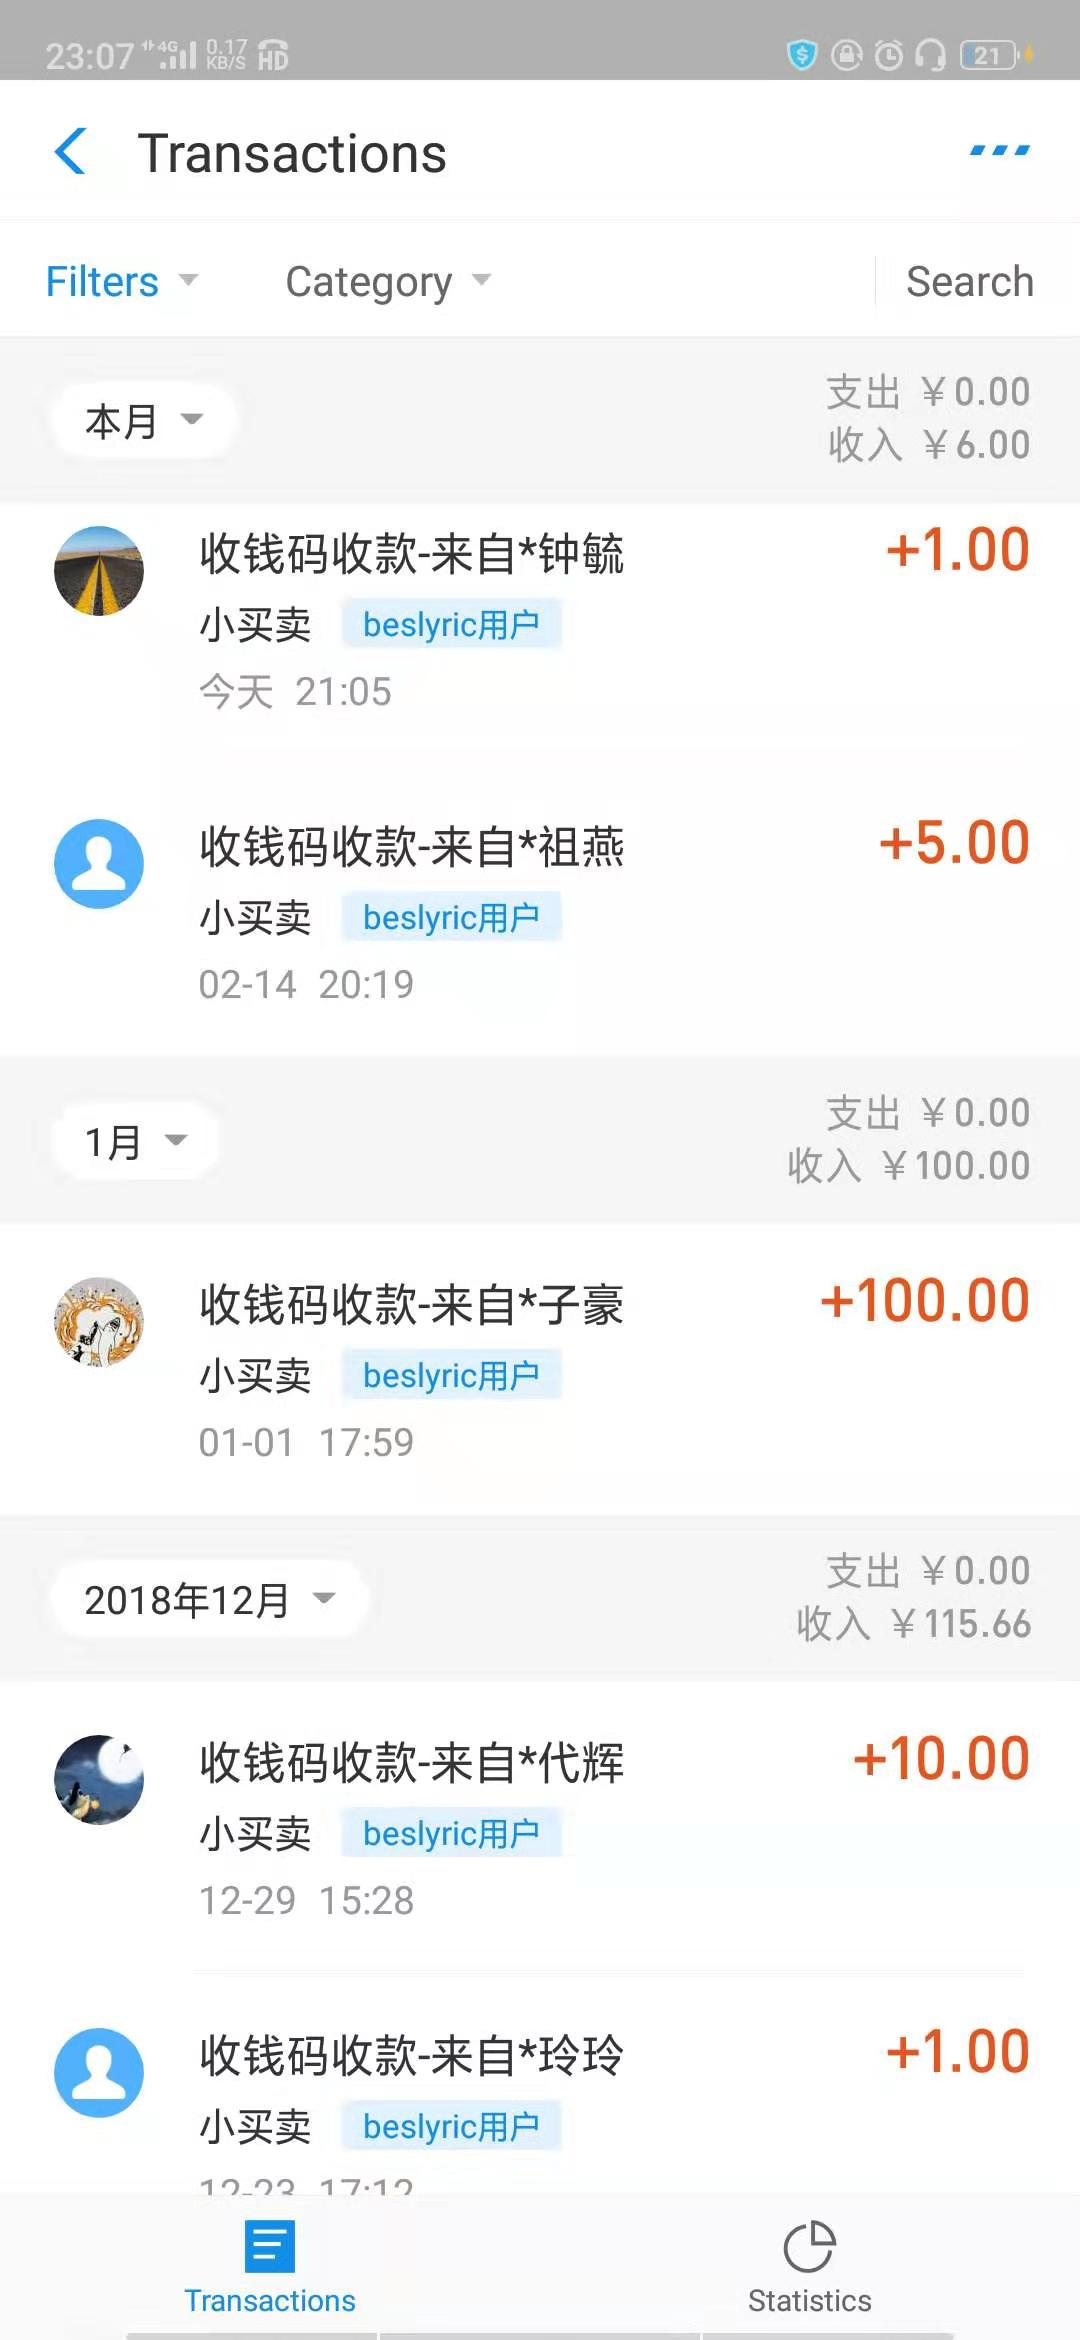 23:07 4G 0.17 KB/S HD 21
Transactions
Filters Category Search
本月
支出 ￥0.00
收入 ￥6.00
收钱码收款-来自*钟毓 +1.00
小买卖 beslyric用户
今天 21:05
收钱码收款-来自*祖燕 +5.00
小买卖 beslyric用户
02-14 20:19
1月
支出 ￥0.00
收入 ￥100.00
收钱码收款-来自*子豪 +100.00
小买卖 beslyric用户
01-01 17:59
2018年12月
支出 ￥0.00
收入 ￥115.66
收钱码收款-来自*代辉 +10.00
小买卖 beslyric用户
12-29 15:28
收钱码收款-来自*玲玲 +1.00
小买卖 beslyric用户
12-23 17:12
Transactions Statistics